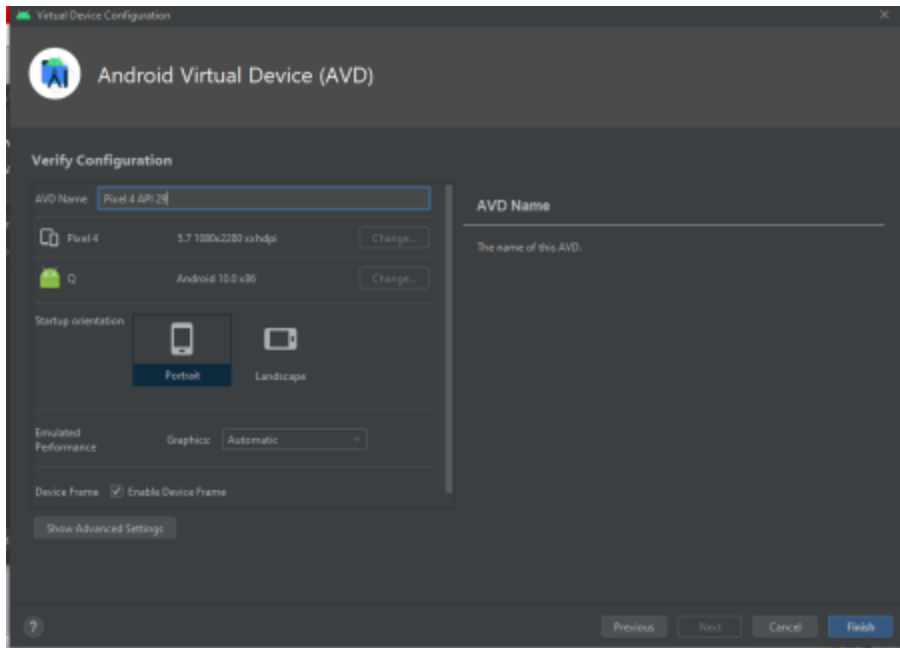 Virtual Device Configuration
Android Virtual Device (AVD)
Verify Configuration
AVD Name Pixel 4 API 29
AVD Name
The name of this AVD.
Pixel 4 5.7 1080x2280 xxhdpi Change...
Q Android 10.0 x86 Change...
Startup orientation
Portrait Landscape
Emulated
Performance
Graphics: Automatic
Device Frame Enable Device Frame
Show Advanced Settings
? Previous Next Cancel Finish